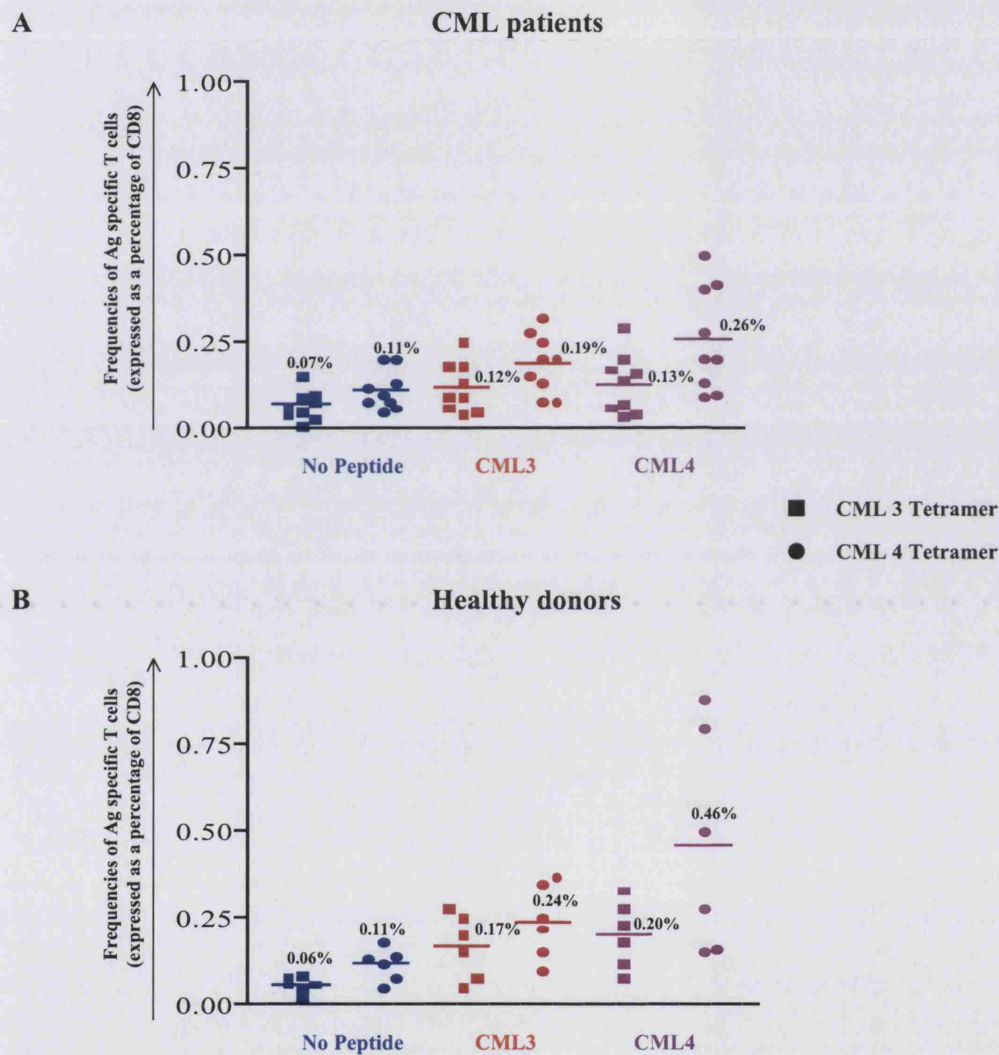 A
CML patients
Frequencies of Ag specific T cells
(expressed as a percentage of CD8)
1.00
0.75
0.50
0.25
0.00
0.07%
0.11%
0.12%
0.19%
0.13%
0.26%
No Peptide
CML3
CML4
CML 3 Tetramer
CML 4 Tetramer
B
Healthy donors
Frequencies of Ag specific T cells
(expressed as a percentage of CD8)
1.00
0.75
0.50
0.25
0.00
0.06%
0.11%
0.17%
0.24%
0.20%
0.46%
No Peptide
CML3
CML4